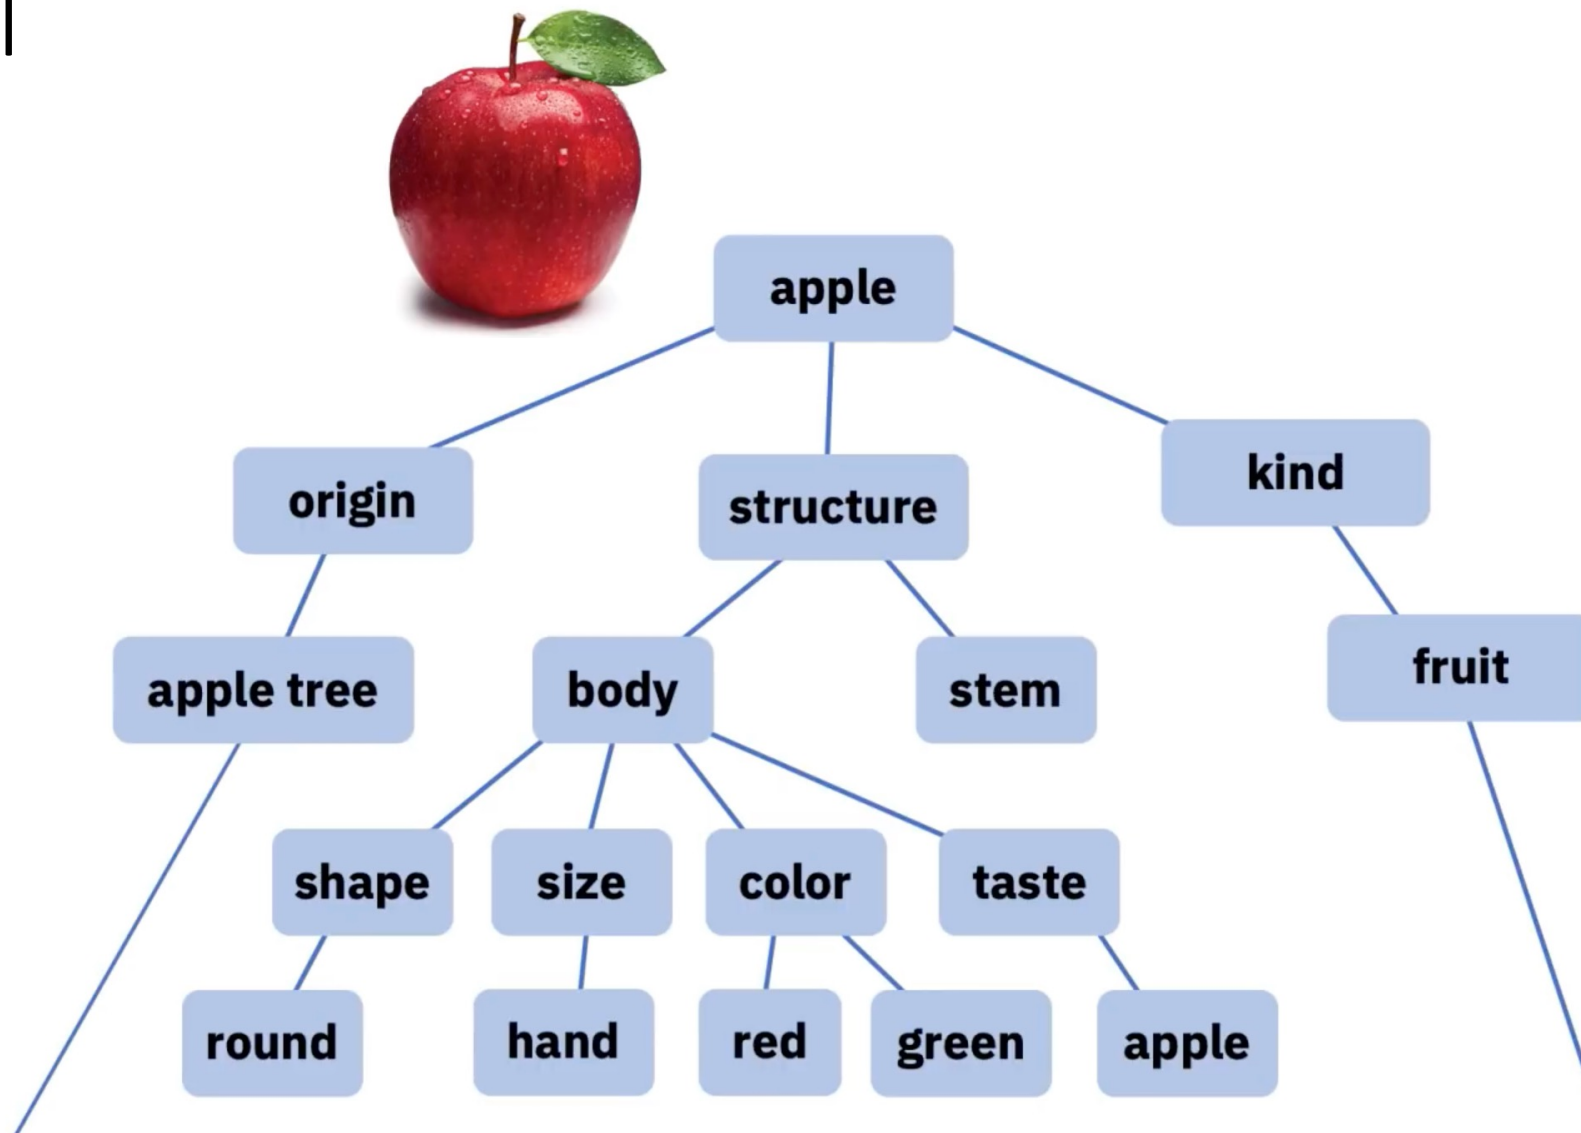 apple
origin
structure
kind
apple tree
body
stem
fruit
shape
size
color
taste
round
hand
red
green
apple